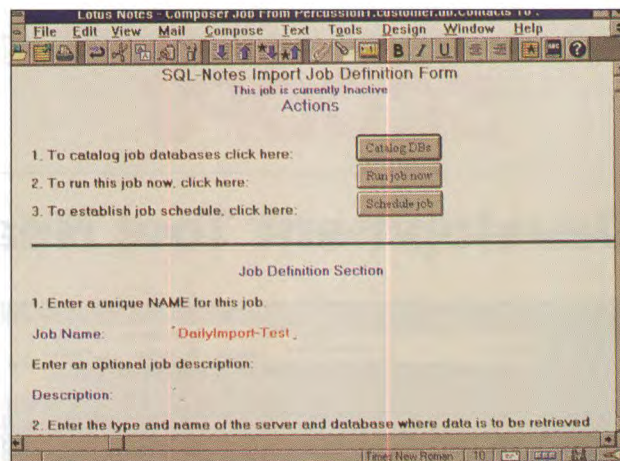 Lotus Notes - Composer Job From Percussion1.customer.db.Contacts To :
File Edit View Mail Compose Text Tools Design Window Help
B I U
SQL-Notes Import Job Definition Form
This job is currently Inactive
Actions
1. To catalog job databases click here: Catalog DBs
2. To run this job now, click here: Run job now
3. To establish job schedule, click here: Schedule job
Job Definition Section
1. Enter a unique NAME for this job.
Job Name: DailyImport-Test
Enter an optional job description:
Description:
2. Enter the type and name of the server and database where data is to be retrieved
Times New Roman 10